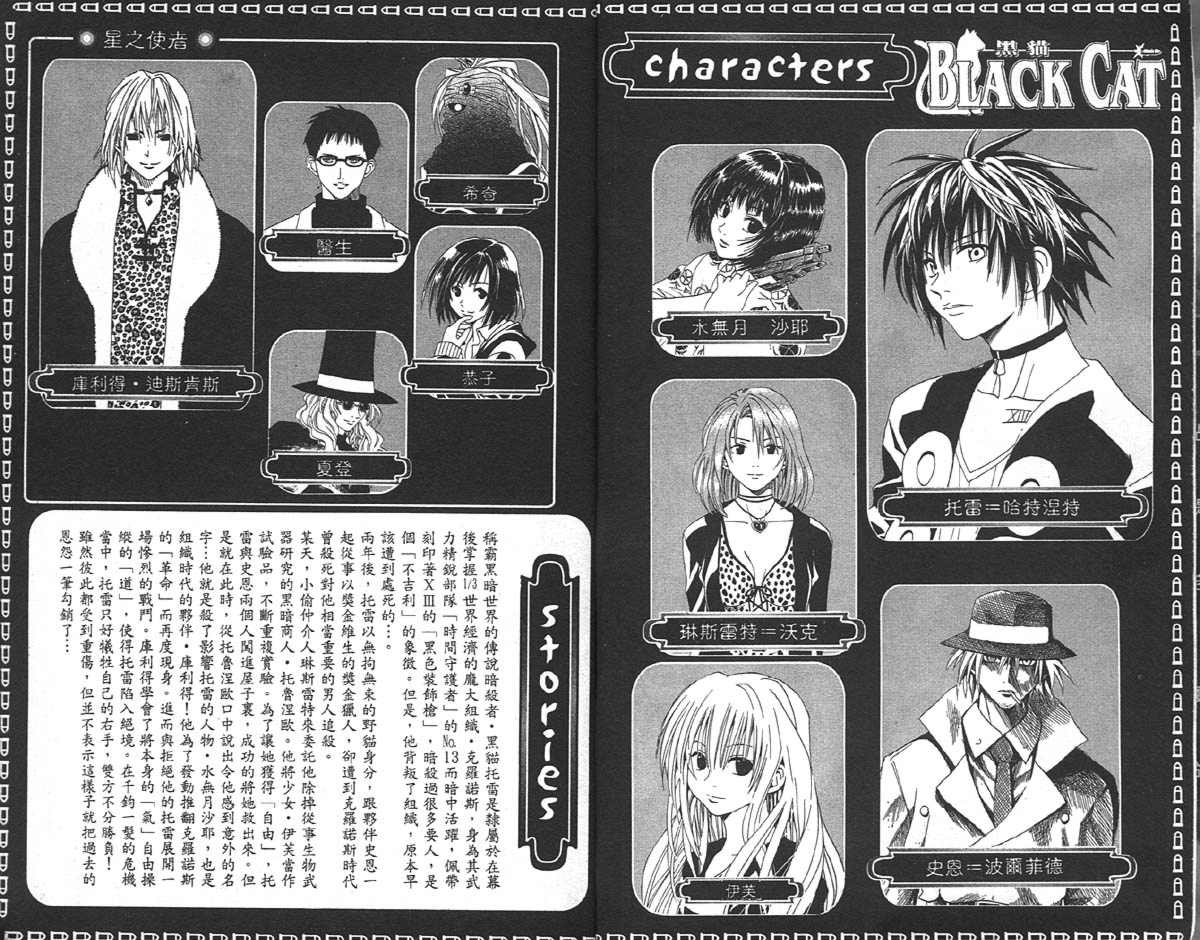 characters
黑貓
BLACK CAT
XIII
托雷=哈特涅特
水無月 沙耶
琳斯雷特=沃克
史恩=波爾菲德
伊芙
星之使者
庫利得・迪斯肯斯
醫生
希奇
恭子
夏登
stories
稱霸黑暗世界的傳說暗殺者・黑貓托雷是隸屬於在幕
後掌握1/3世界經濟的龐大組織・克羅諾斯，身為其武
力精銳部隊「時間守護者」的No.13而暗中活躍，佩帶
刻印著XIII的「黑色裝飾槍」，暗殺過很多要人，是
個「不吉利」的象徵。但是，他背叛了組織，原本早
該遭到處死的…。
兩年後，托雷以無拘無束的野貓身分，跟夥伴史恩一
起從事以獎金維生的獎金獵人，卻遭到克羅諾斯時代
曾殺死對他相當重要的男人追殺。
某天，小偷仲介人琳斯雷特來委託他除掉從事生物武
器研究的黑暗商人・托魯涅歐。他將少女・伊芙當作
試驗品，不斷重複實驗。為了讓她獲得「自由」，托
雷與史恩兩個人闖進屋子裏，成功的將她救出來。但
是就在此時，從托魯涅歐口中說出令他感到意外的名
字…他就是殺了影響托雷的人物・水無月沙耶，也是
組織時代的夥伴・庫利得！他為了發動推翻克羅諾斯
的「革命」而再度現身。進而與拒絕他的托雷展開一
場慘烈的戰鬥。庫利得學會了將本身的「氣」自由操
縱的「道」，使得托雷陷入絕境。在千鈞一髮的危機
當中，托雷只好犧牲自己的右手，雙方不分勝負！
雖然彼此都受到重傷，但並不表示這樣子就把過去的
恩怨一筆勾銷了…